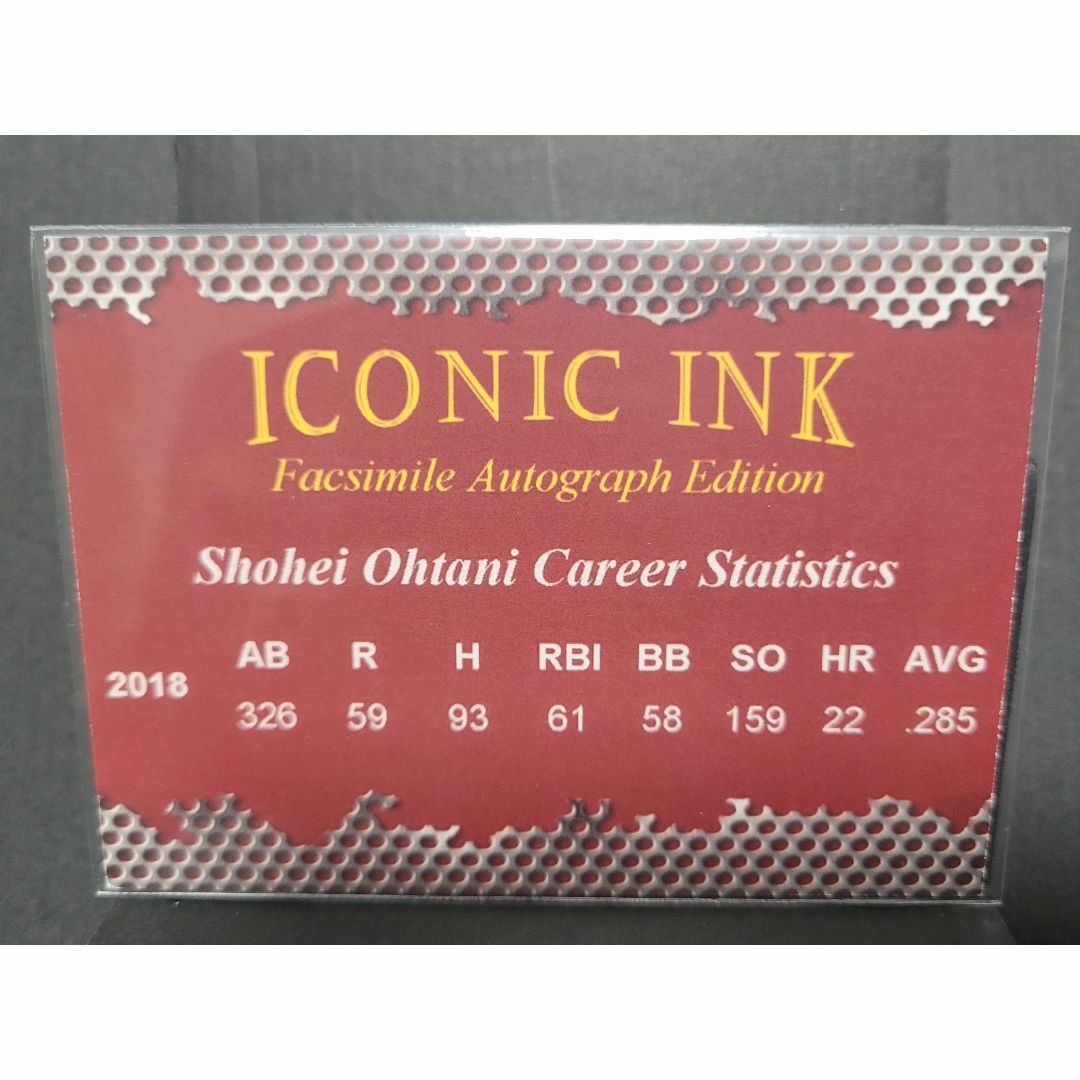 ICONIC INK
Facsimile Autograph Edition
Shohei Ohtani Career Statistics
AB R H RBI BB SO HR AVG
2018
326 59 93 61 58 159 22 .285